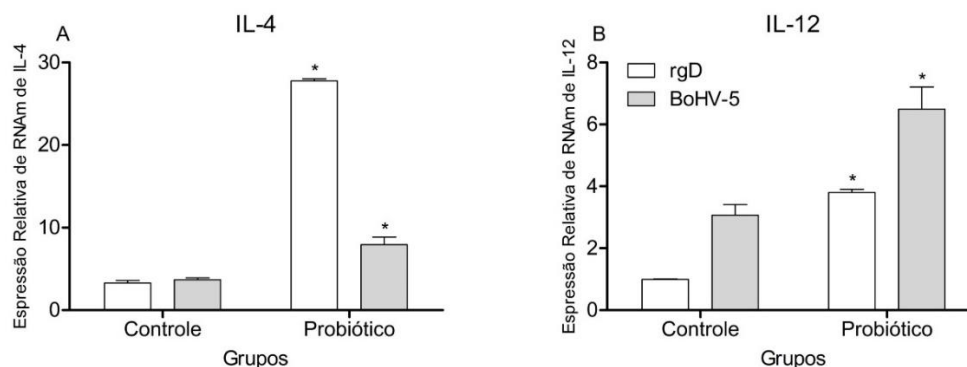 A
IL-4
Espressão Relativa de RNAm de IL-4
30
20
10
0
Controle
Probiótico
Grupos
*
*
B
IL-12
Espressão Relativa de RNAm de IL-12
8
6
4
2
0
rgD
BoHV-5
*
*
Controle
Probiótico
Grupos